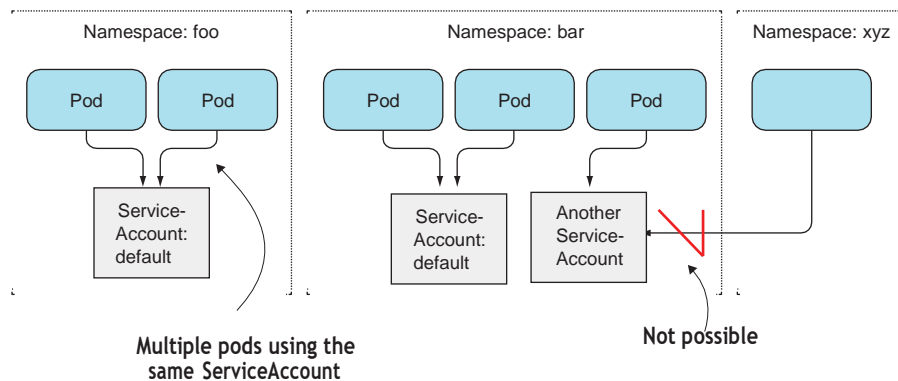 Namespace: foo
Namespace: bar
Namespace: xyz
Pod
Pod
Pod
Pod
Pod
Service-
Account:
default
Service-
Account:
default
Another
Service-
Account
Multiple pods using the
same ServiceAccount
Not possible